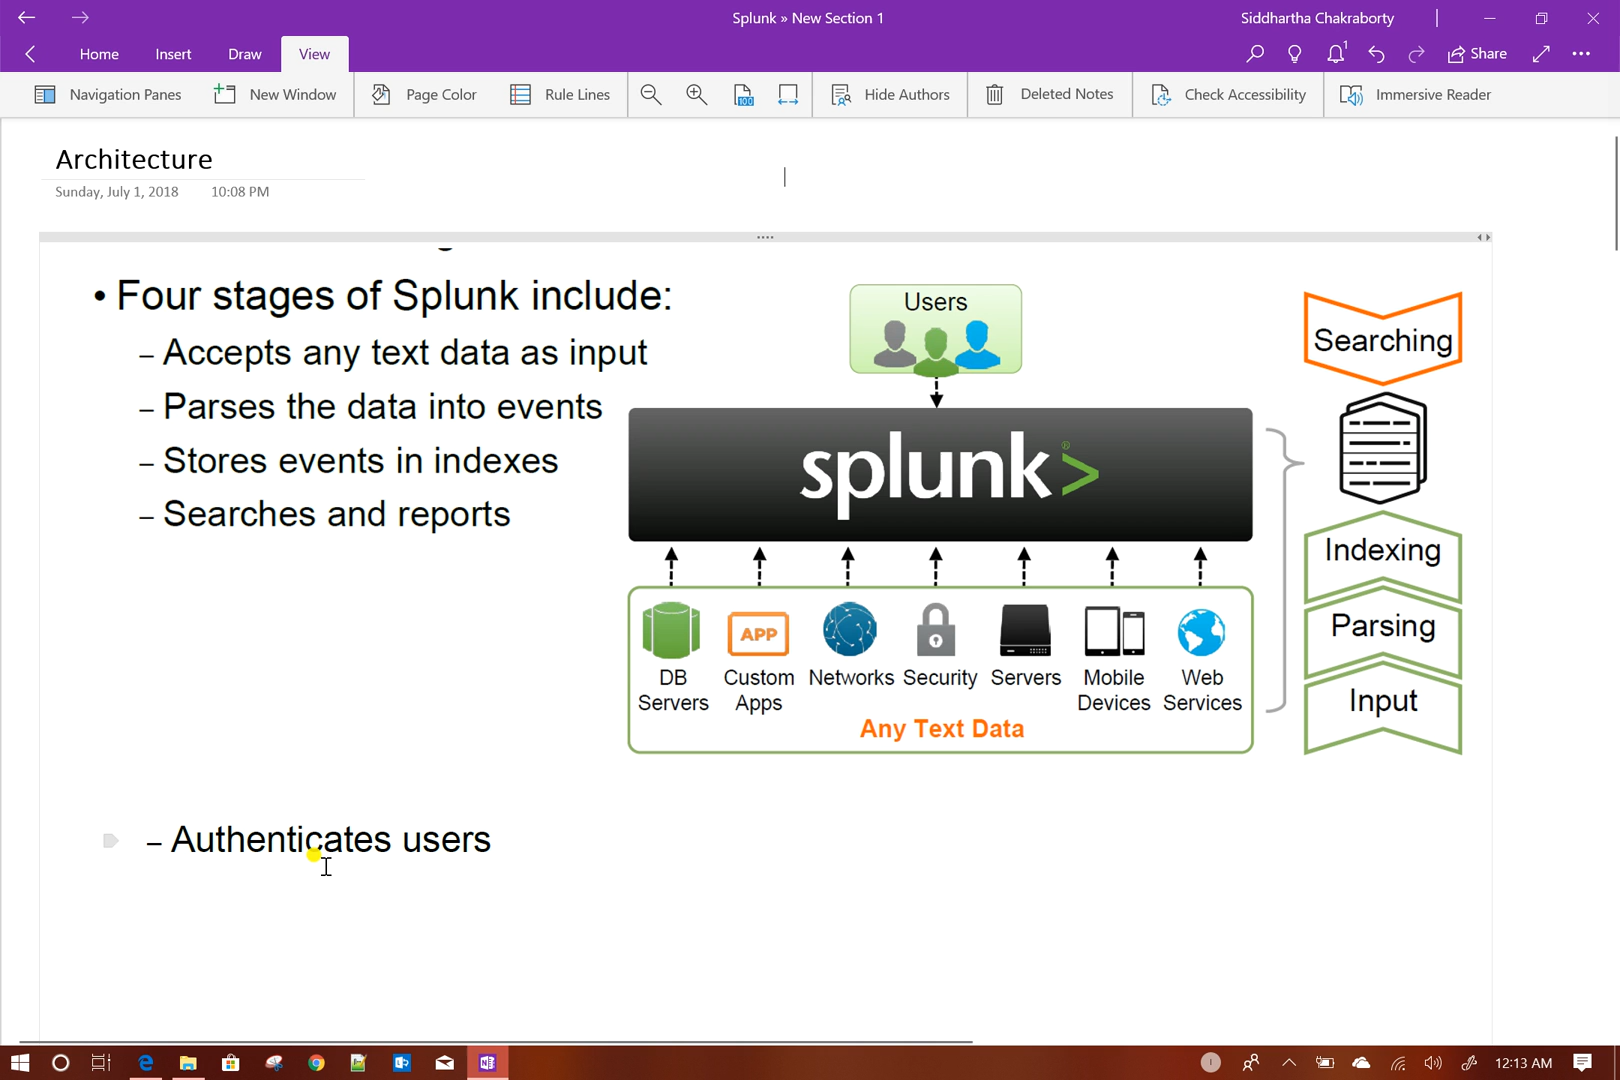 Splunk » New Section 1
Siddhartha Chakraborty
Home
Insert
Draw
View
1
Share
Navigation Panes
New Window
Page Color
Rule Lines
100
Hide Authors
Deleted Notes
Check Accessibility
Immersive Reader
Architecture
Sunday, July 1, 2018 10:08 PM
• Four stages of Splunk include:
– Accepts any text data as input
– Parses the data into events
– Stores events in indexes
– Searches and reports
Users
splunk>®
DB Servers
Custom Apps
Networks
Security
Servers
Mobile Devices
Web Services
APP
Any Text Data
Searching
Indexing
Parsing
Input
– Authenticates users
12:13 AM